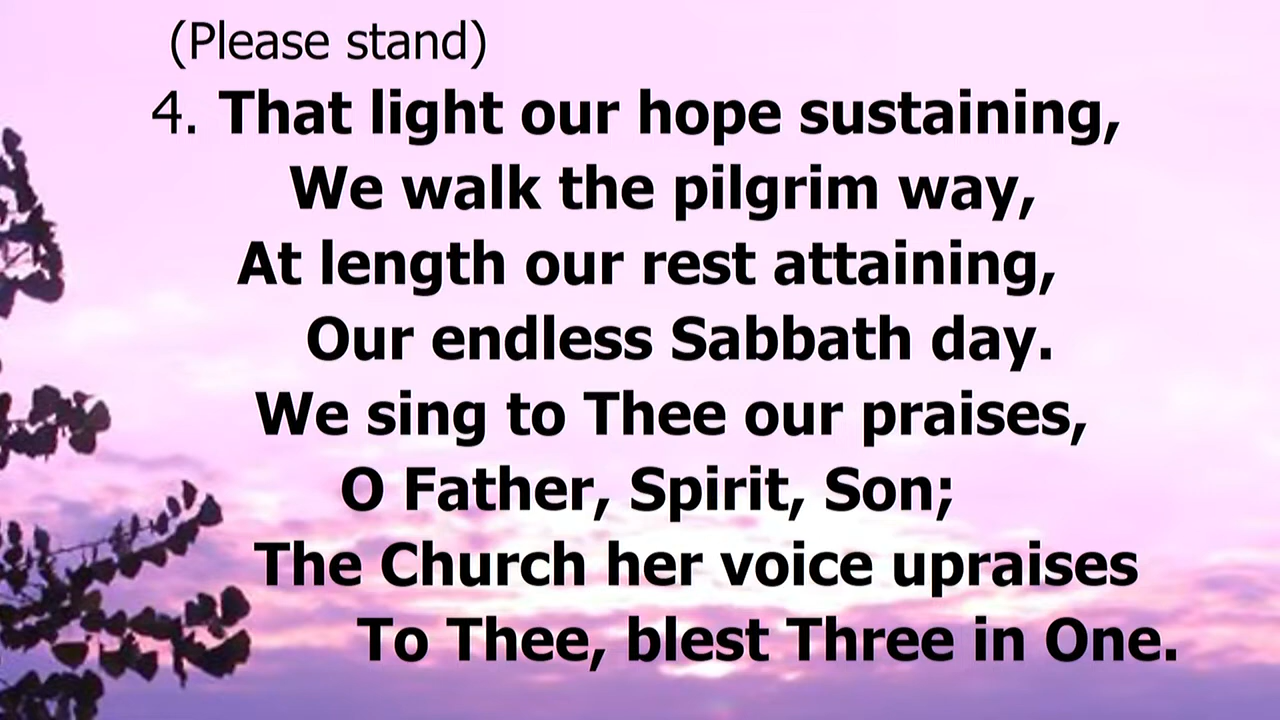 (Please stand)
4. That light our hope sustaining,
We walk the pilgrim way,
At length our rest attaining,
Our endless Sabbath day.
We sing to Thee our praises,
O Father, Spirit, Son;
The Church her voice upraises
To Thee, blest Three in One.